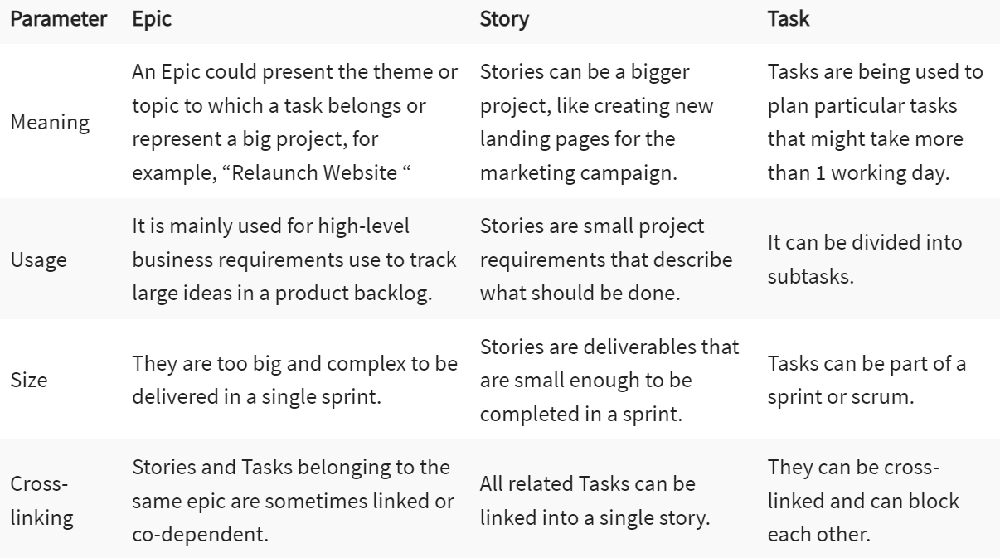 Parameter Epic Story Task
Meaning
An Epic could present the theme or
topic to which a task belongs or
represent a big project, for
example, “Relaunch Website “
Stories can be a bigger
project, like creating new
landing pages for the
marketing campaign.
Tasks are being used to
plan particular tasks
that might take more
than 1 working day.
Usage
It is mainly used for high-level
business requirements use to track
large ideas in a product backlog.
Stories are small project
requirements that describe
what should be done.
It can be divided into
subtasks.
Size
They are too big and complex to be
delivered in a single sprint.
Stories are deliverables that
are small enough to be
completed in a sprint.
Tasks can be part of a
sprint or scrum.
Cross-
linking
Stories and Tasks belonging to the
same epic are sometimes linked or
co-dependent.
All related Tasks can be
linked into a single story.
They can be cross-
linked and can block
each other.